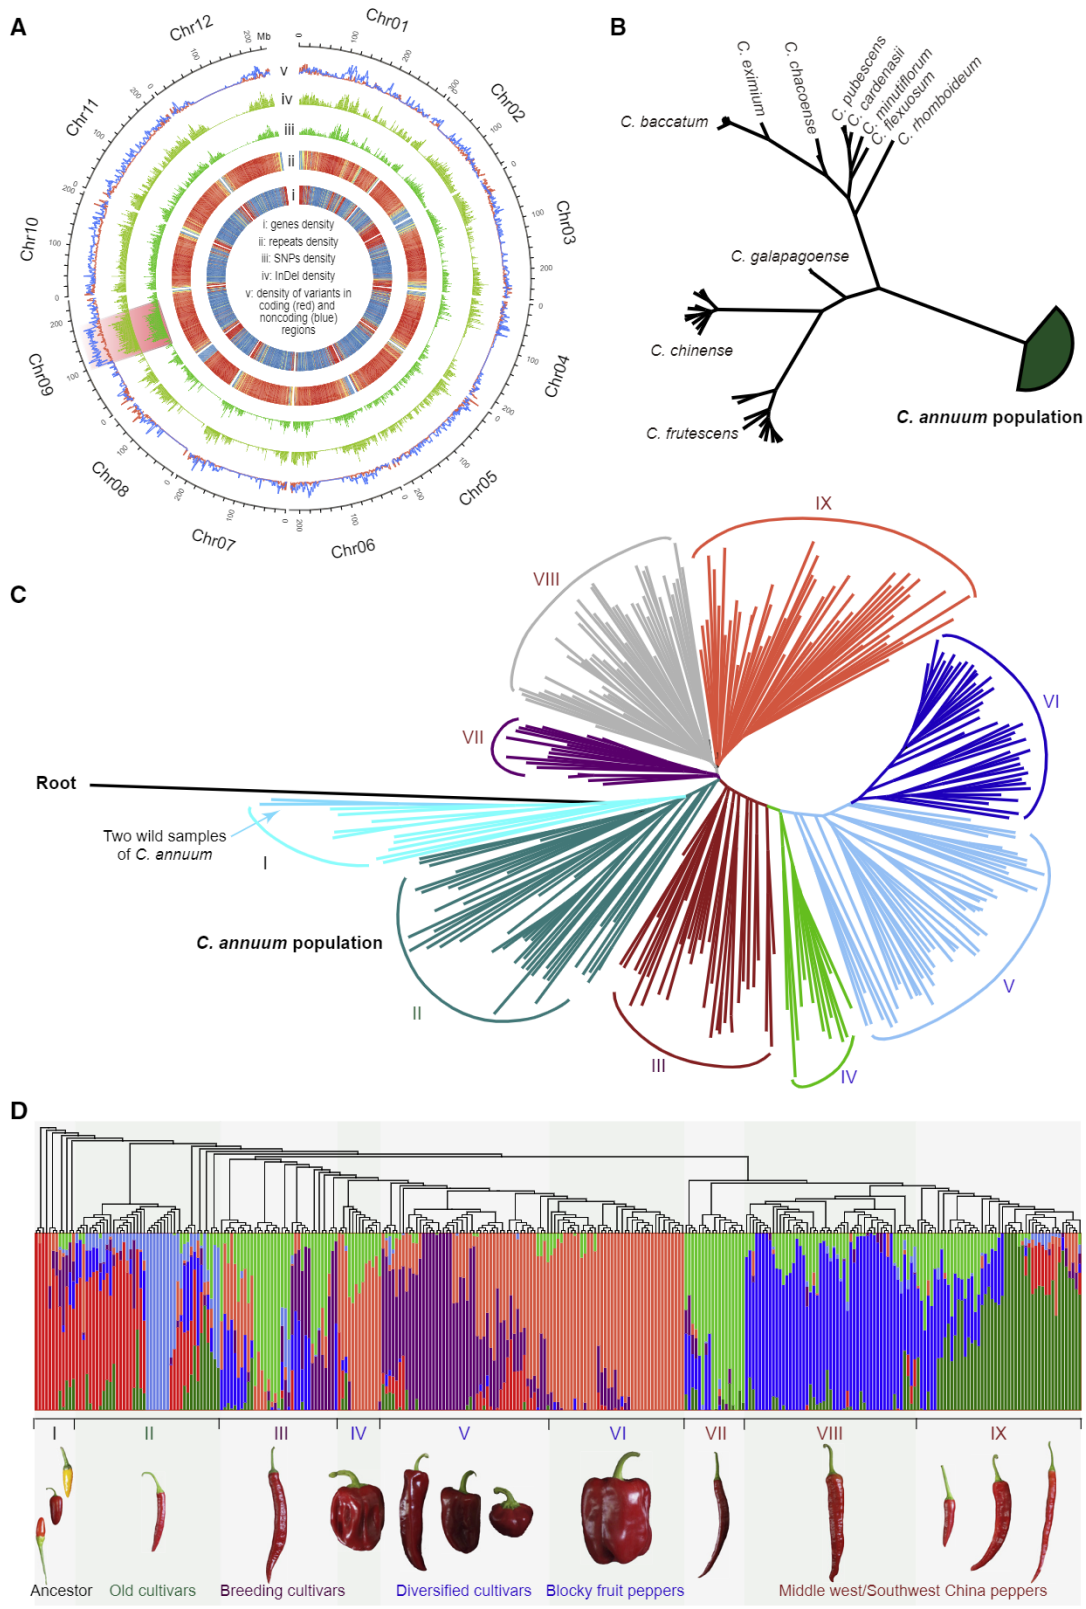 A
Chr01
Chr02
Chr03
Chr04
Chr05
Chr06
Chr07
Chr08
Chr09
Chr10
Chr11
Chr12
Mb
v
iv
iii
ii
i
i: genes density
ii: repeats density
iii: SNPs density
iv: InDel density
v: density of variants in
coding (red) and
noncoding (blue)
regions
B
C. baccatum
C. eximium
C. chacoense
C. pubescens
C. cardenasii
C. minutiflorum
C. flexuosum
C. rhomboideum
C. galapagoense
C. chinense
C. frutescens
C. annuum population
C
Root
Two wild samples
of C. annuum
I
C. annuum population
II
III
IV
V
VI
VII
VIII
IX
D
I II III IV V VI VII VIII IX
Ancestor Old cultivars Breeding cultivars Diversified cultivars Blocky fruit peppers Middle west/Southwest China peppers